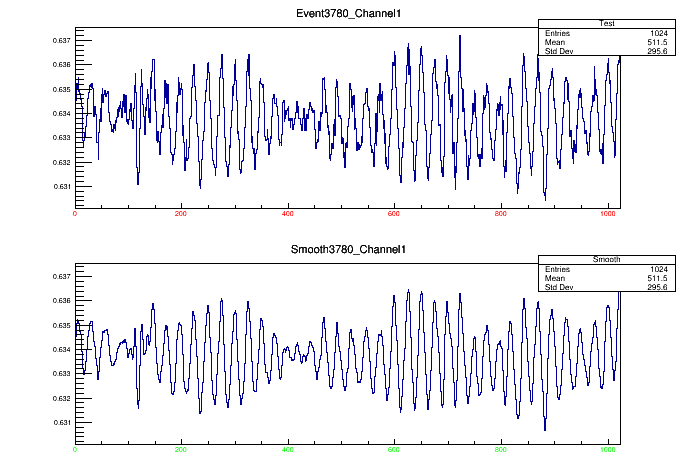 Event3780_Channel1
Test
Entries 1024
Mean 511.5
Std Dev 295.6
0.637
0.636
0.635
0.634
0.633
0.632
0.631
0 200 400 600 800 1000
Smooth3780_Channel1
Smooth
Entries 1024
Mean 511.5
Std Dev 295.6
0.637
0.636
0.635
0.634
0.633
0.632
0.631
0 200 400 600 800 1000